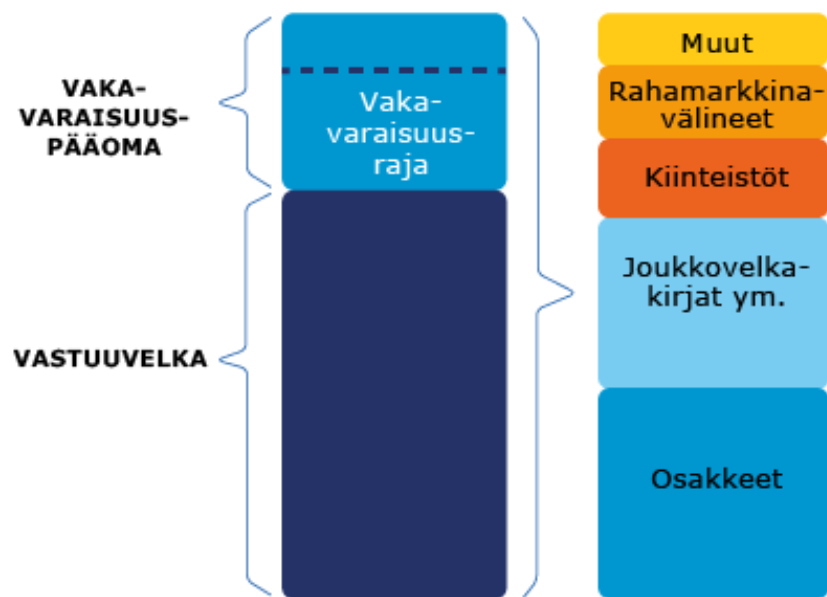 VAKA-
VARAISUUS-
PÄÄOMA
VASTUUVELKA
Vaka-
varaisuus-
raja
Muut
Rahamarkkina-
välineet
Kiinteistöt
Joukkovelka-
kirjat ym.
Osakkeet